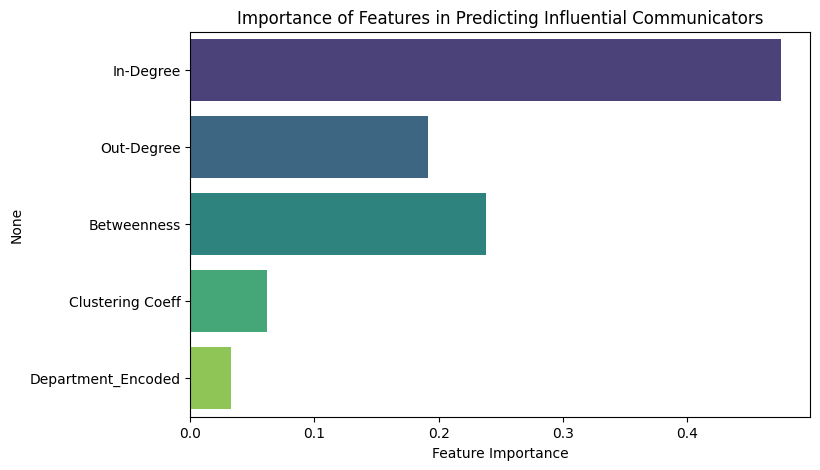 Importance of Features in Predicting Influential Communicators
In-Degree
Out-Degree
Betweenness
Clustering Coeff
Department_Encoded
None
0.0 0.1 0.2 0.3 0.4
Feature Importance